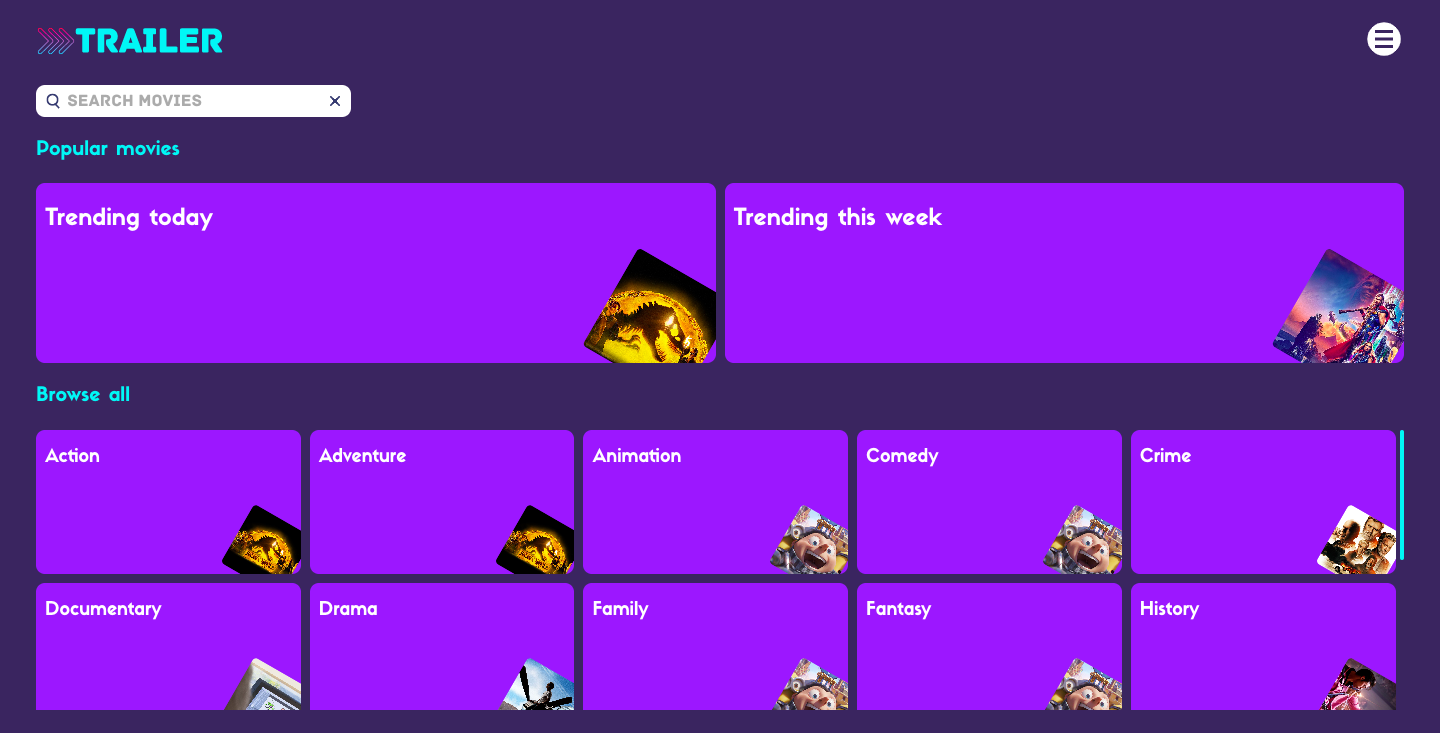 TRAILER
SEARCH MOVIES
Popular movies
Trending today
Trending this week
Browse all
Action
Adventure
Animation
Comedy
Crime
Documentary
Drama
Family
Fantasy
History